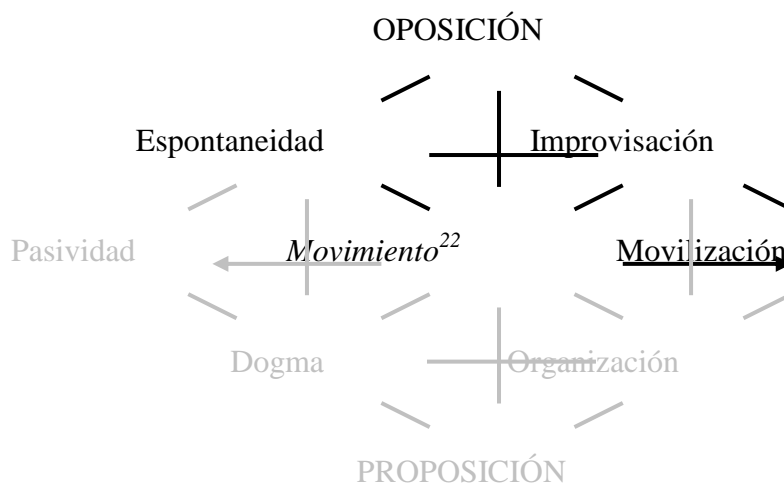 OPOSICIÓN
Espontaneidad Improvisación
Pasividad Movimiento22 Movilización
Dogma Organización
PROPOSICIÓN